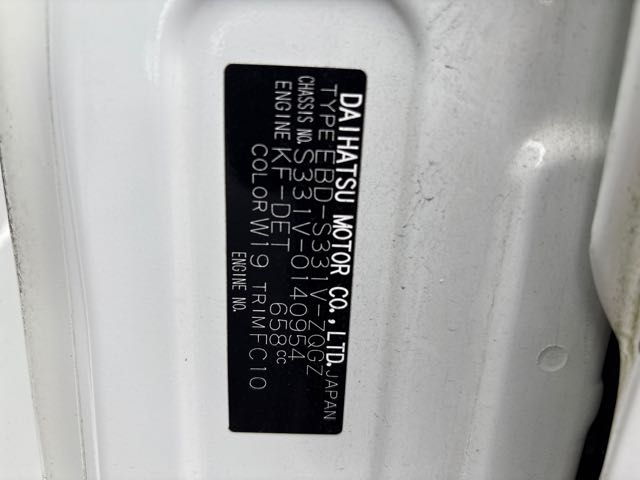 DAIHATSU MOTOR CO., LTD. JAPAN
TYPE EBD-S331V-ZQGZ
CHASSIS NO. S331V-0140954
ENGINE KF-DET 658cc
COLOR W19 TRIM FC10
ENGINE NO.